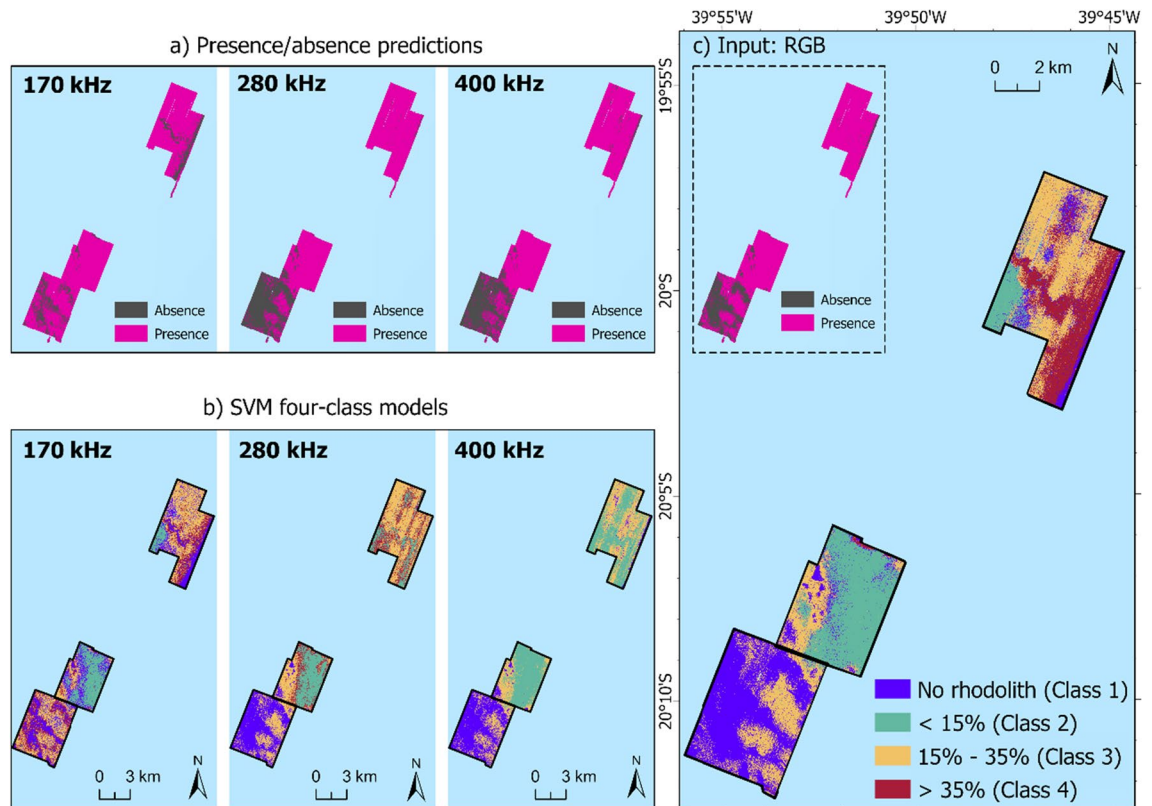 39°55'W 39°50'W 39°45'W
a) Presence/absence predictions
c) Input: RGB
N
0 2 km
170 kHz 280 kHz 400 kHz
19°55'S
Absence Absence Absence Absence
Presence Presence Presence Presence
20°S
b) SVM four-class models
170 kHz 280 kHz 400 kHz
20°5'S
20°10'S
No rhodolith (Class 1)
< 15% (Class 2)
15% - 35% (Class 3)
> 35% (Class 4)
N N N
0 3 km 0 3 km 0 3 km